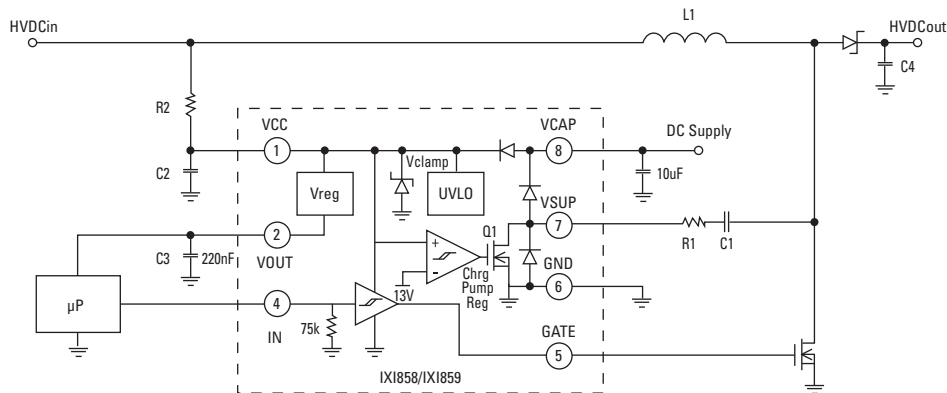 L1
HVDCin
HVDCout
C4
R2
VCC
VCAP
DC Supply
1
8
Vclamp
10uF
C2
Vreg
UVLO
VSUP
7
Q1
R1
C1
2
+
-
C3
220nF
VOUT
GND
Chrg
Pump
Reg
6
13V
µP
4
75k
IN
GATE
5
IXI858/IXI859